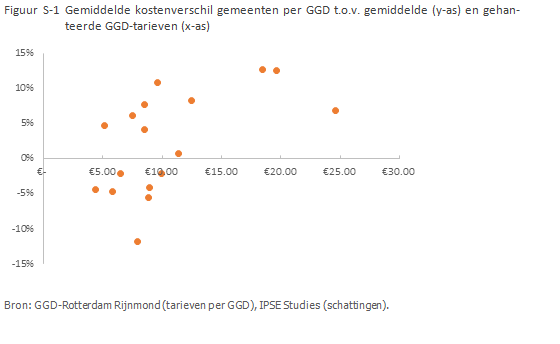 Figuur S-1 Gemiddelde kostenverschil gemeenten per GGD t.o.v. gemiddelde (y-as) en gehan-
teerde GGD-tarieven (x-as)
15%
10%
5%
0%
€- €5.00 €10.00 €15.00 €20.00 €25.00 €30.00
-5%
-10%
-15%
Bron: GGD-Rotterdam Rijnmond (tarieven per GGD), IPSE Studies (schattingen).